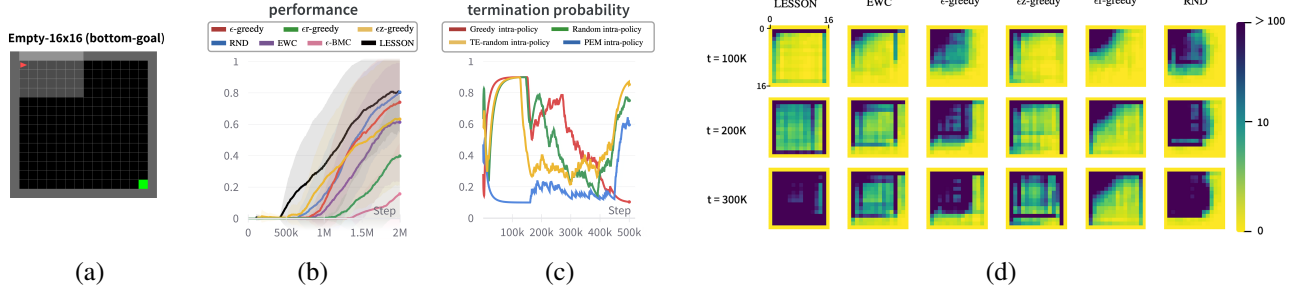 Empty-16x16 (bottom-goal)
(a)
performance
ϵ-greedy
ϵr-greedy
ϵz-greedy
RND
EWC
ϵ-BMC
LESSON
1
0.8
0.6
0.4
0.2
0
Step
0
500k
1M
1.5M
2M
(b)
termination probability
Greedy intra-policy
Random intra-policy
TE-random intra-policy
PEM intra-policy
1
0.8
0.6
0.4
0.2
0
Step
100k
200k
300k
400k
500k
(c)
LESSON
EWC
ϵ-greedy
ϵz-greedy
ϵr-greedy
RND
0
16
16
t = 100K
t = 200K
t = 300K
> 100
10
0
(d)